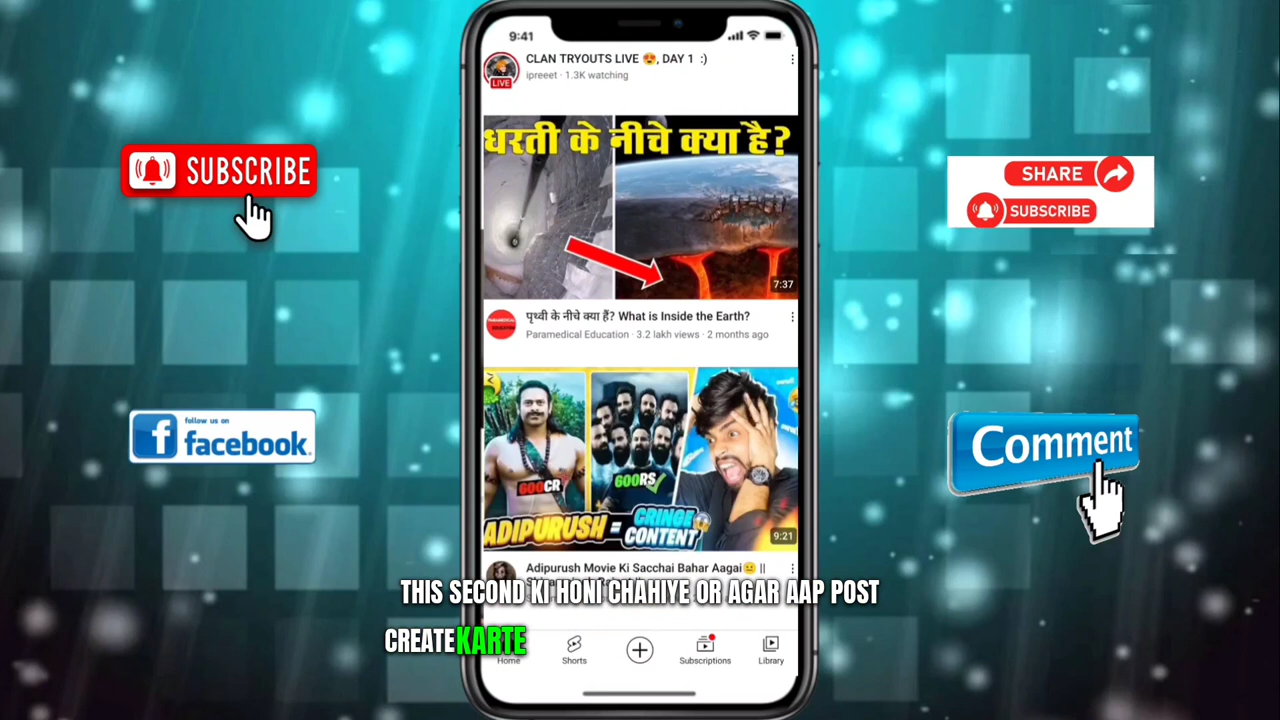 9:41
CLAN TRYOUTS LIVE 😍, DAY 1 :)
ipreeet · 1.3K watching
LIVE
धरती के नीचे क्या है?
7:37
पृथ्वी के नीचे क्या हैं? What is Inside the Earth?
Paramedical Education · 3.2 lakh views · 2 months ago
600CR
600RS
ADIPURUSH = CRINGE CONTENT
9:21
Adipurush Movie Ki Sacchai Bahar Aagai😐 ||
THIS SECOND KI HONI CHAHIYE OR AGAR AAP POST
CREATE KARTE
Home
Shorts
Subscriptions
Library
SUBSCRIBE
follow us on
facebook.
SHARE
SUBSCRIBE
Comment